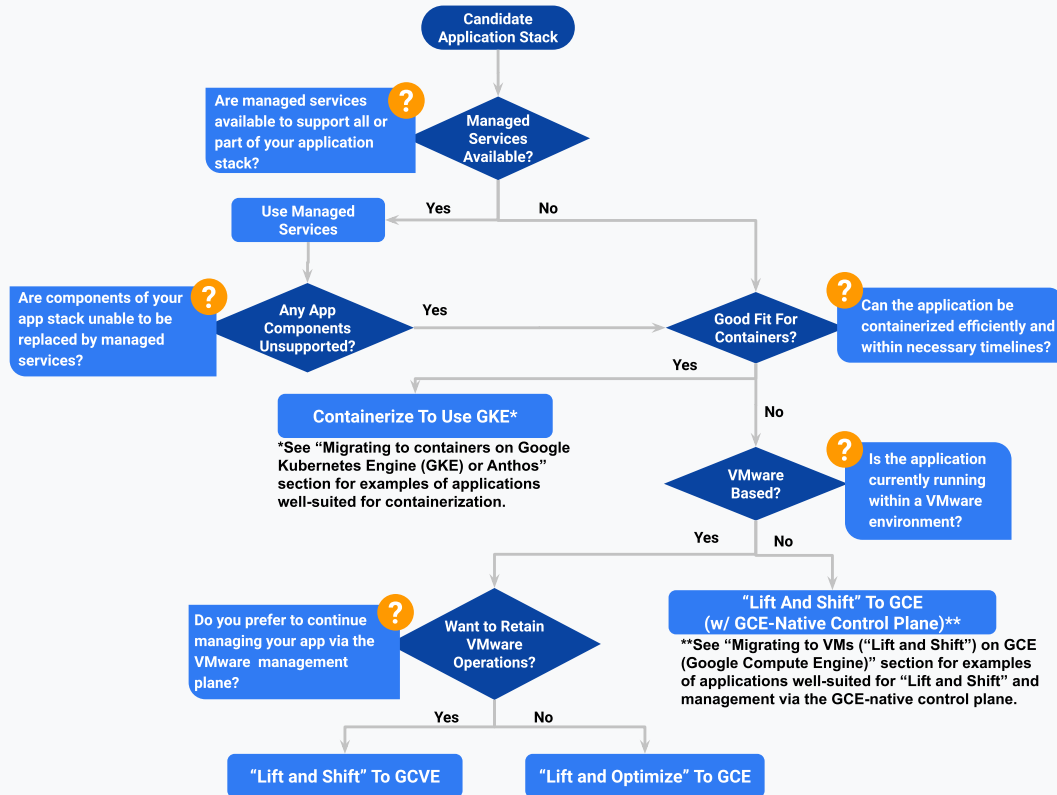 Candidate
Application Stack
?
Are managed services
available to support all or
part of your application
stack?
Managed
Services
Available?
Yes
No
Use Managed
Services
?
Are components of your
app stack unable to be
replaced by managed
services?
Any App
Components
Unsupported?
Yes
Good Fit For
Containers?
?
Can the application be
containerized efficiently and
within necessary timelines?
Yes
Containerize To Use GKE*
*See “Migrating to containers on Google
Kubernetes Engine (GKE) or Anthos”
section for examples of applications
well-suited for containerization.
No
VMware
Based?
?
Is the application
currently running
within a VMware
environment?
Yes
No
?
Do you prefer to continue
managing your app via the
VMware management
plane?
Want to Retain
VMware
Operations?
“Lift And Shift” To GCE
(w/ GCE-Native Control Plane)**
**See “Migrating to VMs (“Lift and Shift”) on GCE
(Google Compute Engine)” section for examples
of applications well-suited for “Lift and Shift” and
management via the GCE-native control plane.
Yes
No
“Lift and Shift” To GCVE
“Lift and Optimize” To GCE